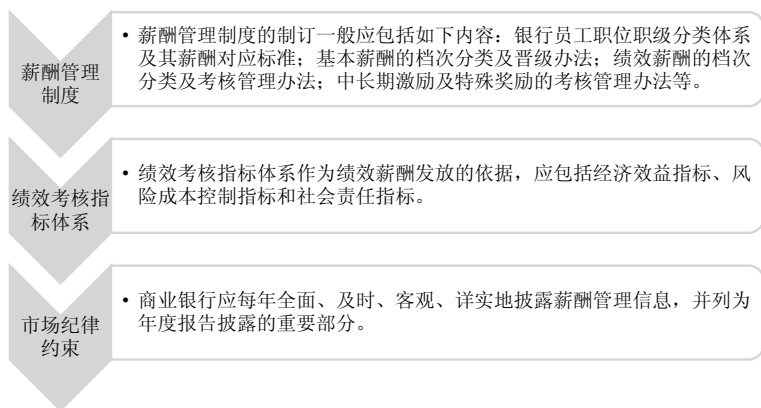 薪酬管理
制度
• 薪酬管理制度的制订一般应包括如下内容：银行员工职位职级分类体系
及其薪酬对应标准；基本薪酬的档次分类及晋级办法；绩效薪酬的档次
分类及考核管理办法；中长期激励及特殊奖励的考核管理办法等。
绩效考核指
标体系
• 绩效考核指标体系作为绩效薪酬发放的依据，应包括经济效益指标、风
险成本控制指标和社会责任指标。
市场纪律
约束
• 商业银行应每年全面、及时、客观、详实地披露薪酬管理信息，并列为
年度报告披露的重要部分。